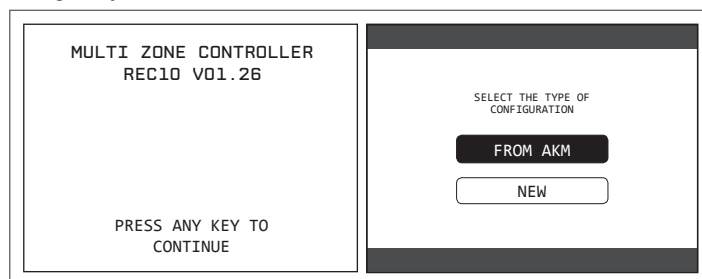 MULTI ZONE CONTROLLER
REC10 V01.26
PRESS ANY KEY TO
CONTINUE
SELECT THE TYPE OF
CONFIGURATION
FROM AKM
NEW